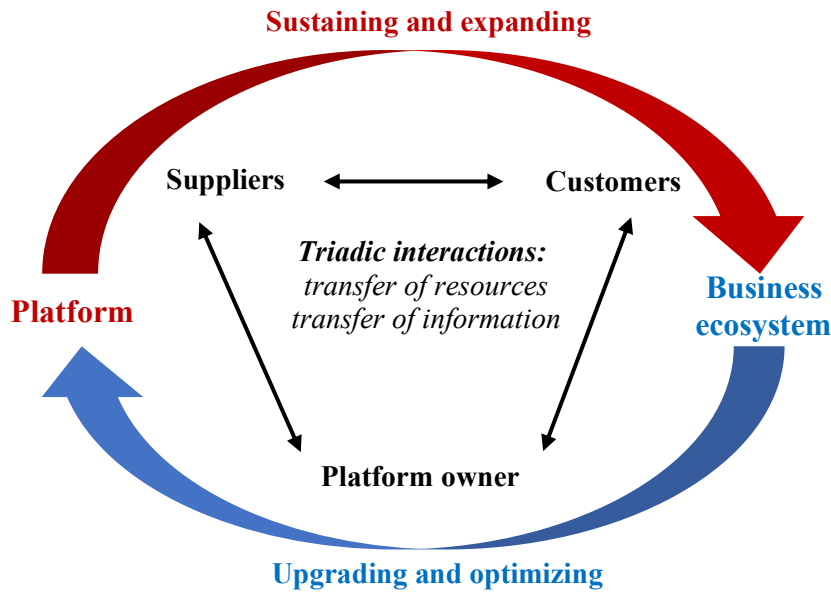 Sustaining and expanding
Suppliers
Customers
Triadic interactions:
transfer of resources
transfer of information
Platform
Business
ecosystem
Platform owner
Upgrading and optimizing